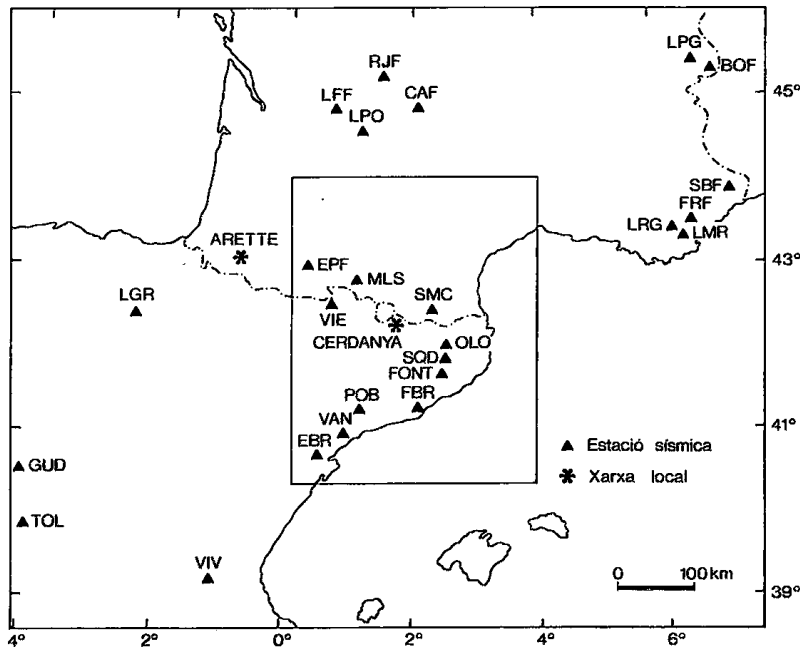 LPG
BOF
RJF
45°
LFF
CAF
LPO
SBF
FRF
LRG
LMR
ARETTE
43°
EPF
MLS
LGR
SMC
VIE
CERDANYA
OLO
SQD
FONT
POB
FBR
VAN
41°
EBR
Estació sísmica
GUD
Xarxa local
TOL
VIV
0 100 km
39°
4° 2° 0° 2° 4° 6°